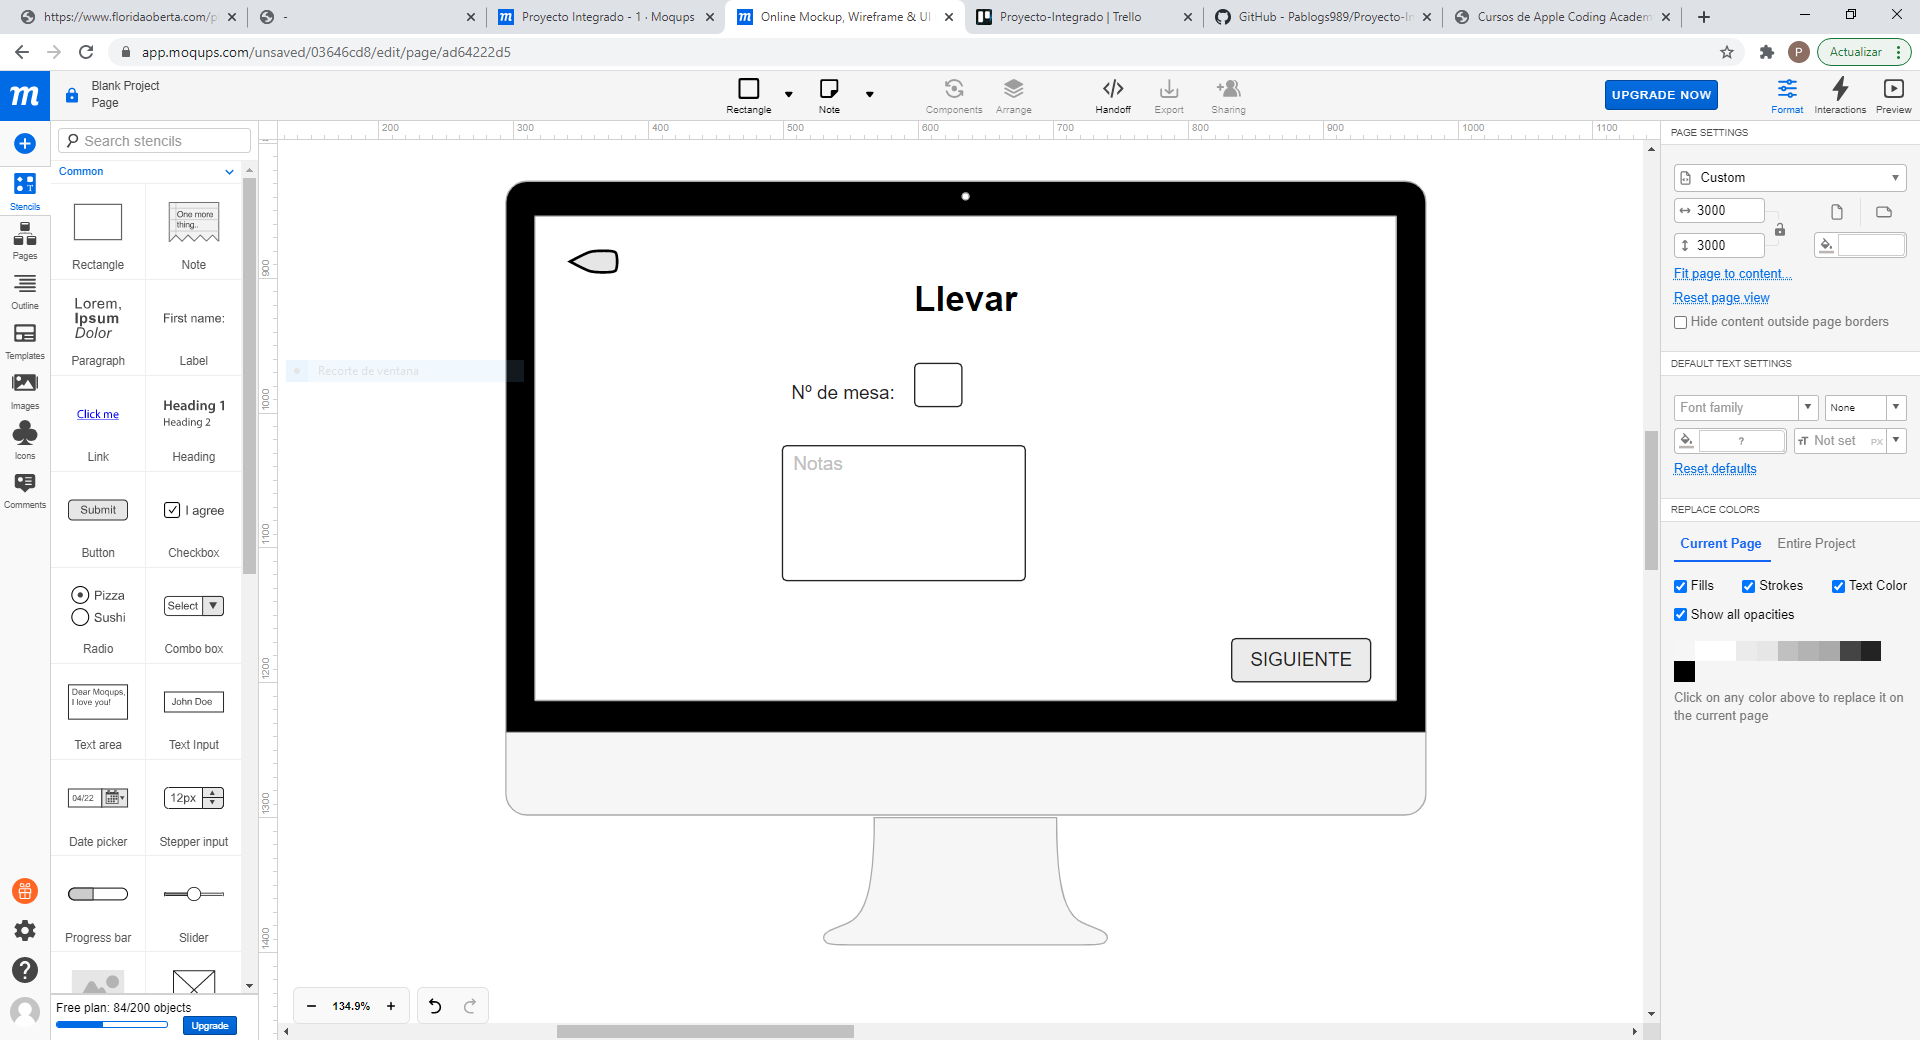 https://www.floridaoberta.com/pl
-
Proyecto Integrado - 1 · Moqups
Online Mockup, Wireframe & UI
Proyecto-Integrado | Trello
GitHub - Pablogs989/Proyecto-In
Cursos de Apple Coding Academ
app.moqups.com/unsaved/03646cd8/edit/page/ad64222d5
P
Actualizar
m
Blank Project
Page
Rectangle
Note
Components
Arrange
Handoff
Export
Sharing
UPGRADE NOW
Format
Interactions
Preview
Stencils
Pages
Outline
Templates
Images
Icons
Comments
Search stencils
Common
Rectangle
One more
thing..
Note
Lorem,
Ipsum
Dolor
Paragraph
First name:
Label
Click me
Link
Heading 1
Heading 2
Heading
Submit
Button
I agree
Checkbox
Pizza
Sushi
Radio
Select
Combo box
Dear Moqups,
I love you!
Text area
John Doe
Text Input
04/22
Date picker
12px
Stepper input
Progress bar
Slider
Free plan: 84/200 objects
Upgrade
200
300
400
500
600
700
800
900
1000
1100
900
1000
1100
1200
1300
1400
Recorte de ventana
Llevar
Nº de mesa:
Notas
SIGUIENTE
134.9%
PAGE SETTINGS
Custom
3000
3000
Fit page to content...
Reset page view
Hide content outside page borders
DEFAULT TEXT SETTINGS
Font family
None
?
Not set
PX
Reset defaults
REPLACE COLORS
Current Page
Entire Project
Fills
Strokes
Text Color
Show all opacities
Click on any color above to replace it on
the current page